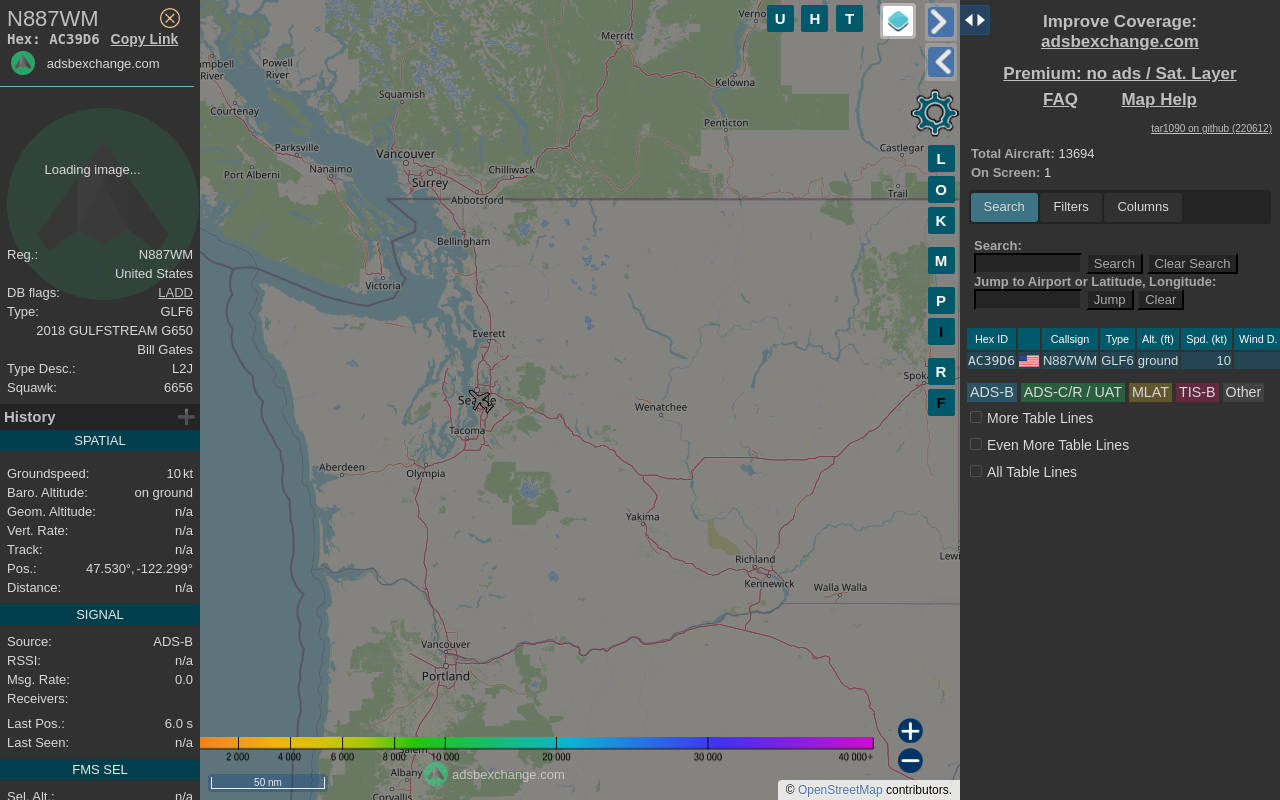 N887WM
Hex: AC39D6 Copy Link
adsbexchange.com
Loading image...
Reg.: N887WM
United States
DB flags: LADD
Type: GLF6
2018 GULFSTREAM G650
Bill Gates
Type Desc.: L2J
Squawk: 6656
History
SPATIAL
Groundspeed: 10 kt
Baro. Altitude: on ground
Geom. Altitude: n/a
Vert. Rate: n/a
Track: n/a
Pos.: 47.530°, -122.299°
Distance: n/a
SIGNAL
Source: ADS-B
RSSI: n/a
Msg. Rate: 0.0
Receivers:
Last Pos.: 6.0 s
Last Seen: n/a
FMS SEL
Sel. Alt.: n/a
Merritt
Powell
River
River
Squamish
Kelowna
Courtenay
Penticton
Parksville
Vancouver
Castlegar
Nanaimo
Port Alberni
Chilliwack
Surrey
Trail
Abbotsford
Bellingham
Victoria
Everett
Wenatchee
Tacoma
Aberdeen
Olympia
Yakima
Richland
Kennewick
Walla Walla
Vancouver
Portland
Salem
Albany
Corvallis
U H T
L
O
K
M
P
I
R
F
2 000 4 000 6 000 8 000 10 000 20 000 30 000 40 000+
adsbexchange.com
50 nm
© OpenStreetMap contributors.
Improve Coverage:
adsbexchange.com
Premium: no ads / Sat. Layer
FAQ Map Help
tar1090 on github (220612)
Total Aircraft: 13694
On Screen: 1
Search Filters Columns
Search:
Search Clear Search
Jump to Airport or Latitude, Longitude:
Jump Clear
Hex ID Callsign Type Alt. (ft) Spd. (kt) Wind D.
AC39D6 N887WM GLF6 ground 10
ADS-B ADS-C/R / UAT MLAT TIS-B Other
More Table Lines
Even More Table Lines
All Table Lines